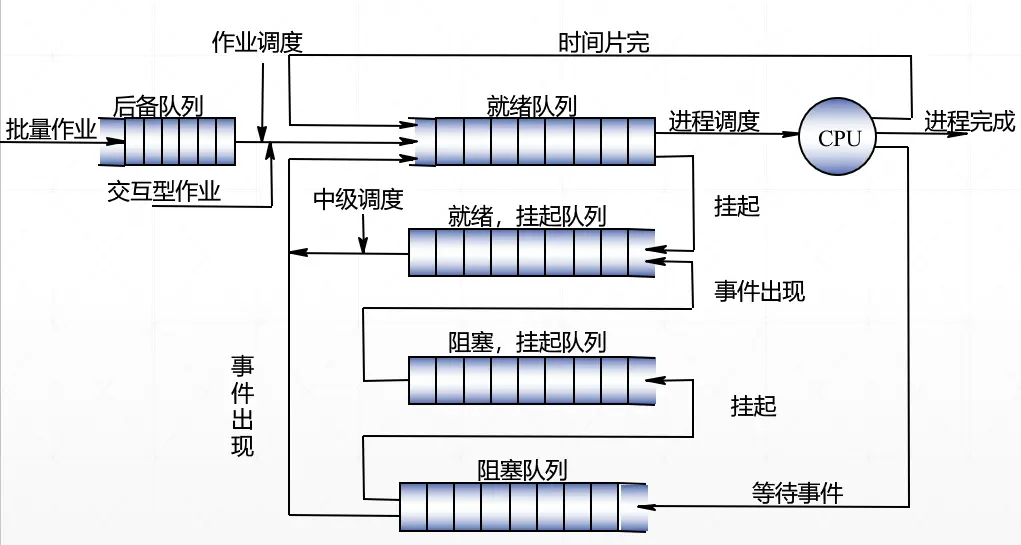 作业调度
时间片完
后备队列
就绪队列
批量作业
进程调度
CPU
进程完成
交互型作业
中级调度
就绪，挂起队列
挂起
事件出现
阻塞，挂起队列
事件出现
挂起
阻塞队列
等待事件